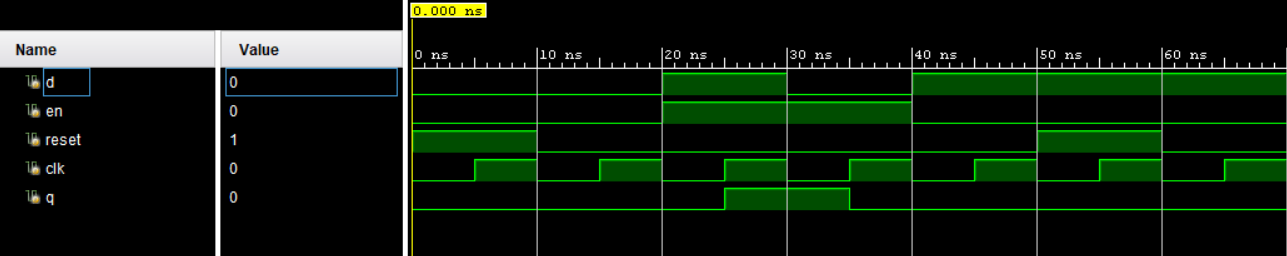 0.000 ns
Name Value
0 ns 10 ns 20 ns 30 ns 40 ns 50 ns 60 ns
d 0
en 0
reset 1
clk 0
q 0